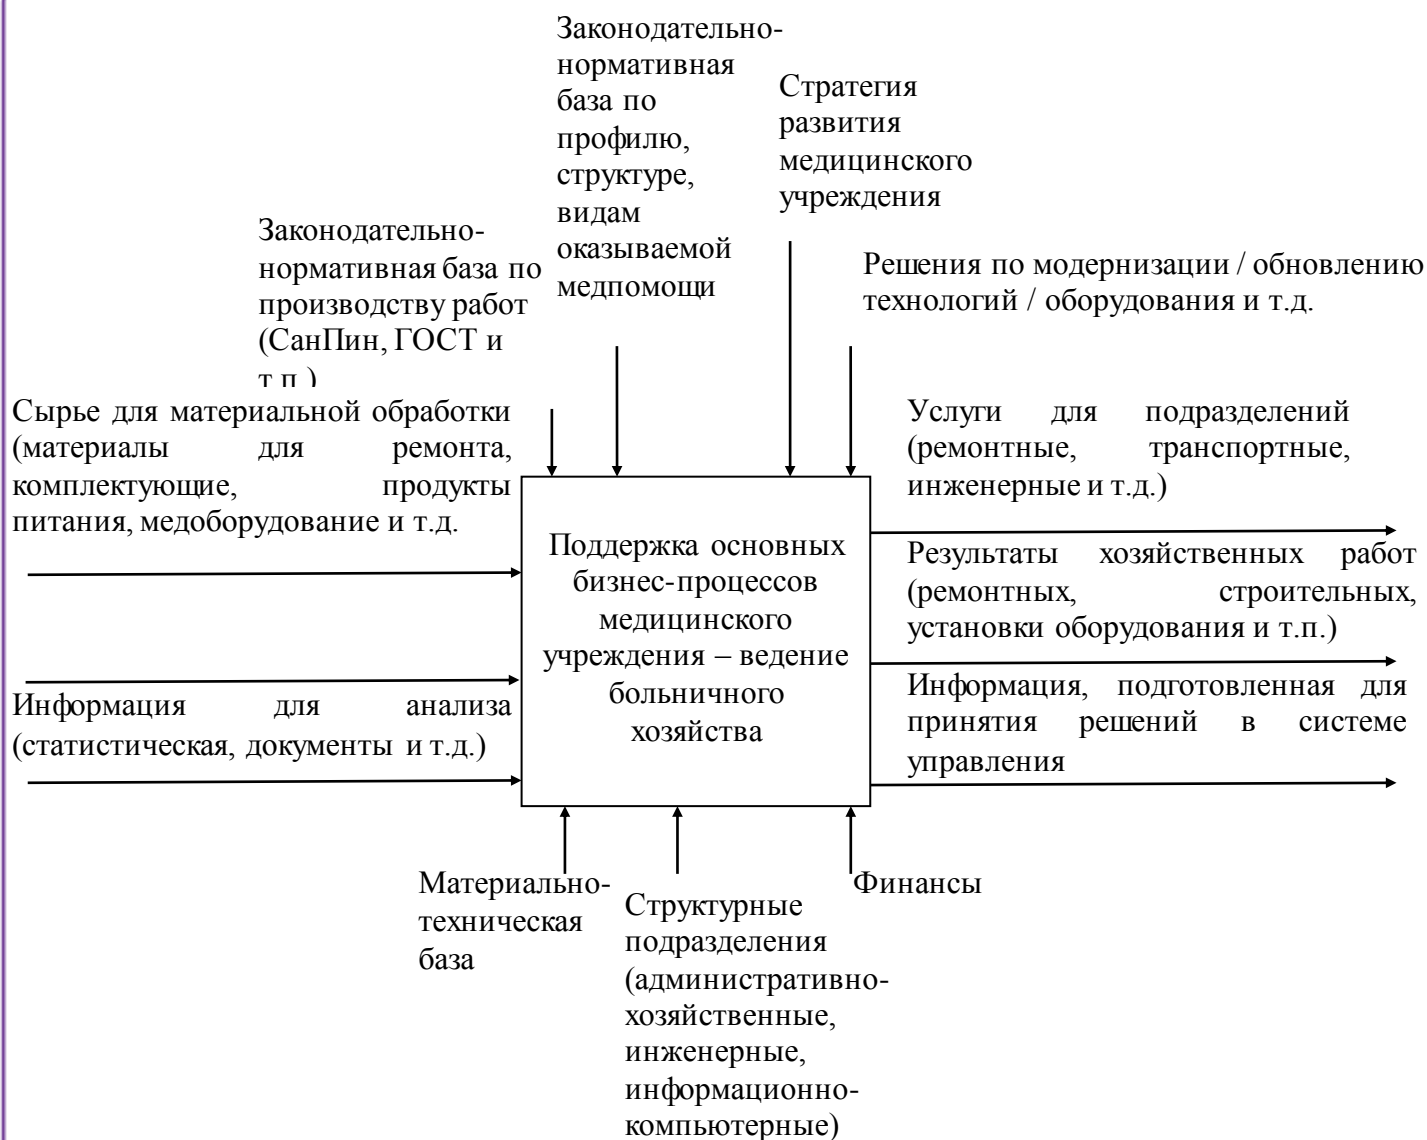 Законодательно-
нормативная
база по
профилю,
структуре,
видам
оказываемой
медпомощи
Стратегия
развития
медицинского
учреждения
Законодательно-
нормативная база по
производству работ
(СанПин, ГОСТ и
т.п.)
Решения по модернизации / обновлению
технологий / оборудования и т.д.
Сырье для материальной обработки
(материалы для ремонта,
комплектующие, продукты
питания, медоборудование и т.д.
Информация для анализа
(статистическая, документы и т.д.)
Поддержка основных
бизнес-процессов
медицинского
учреждения – ведение
больничного
хозяйства
Услуги для подразделений
(ремонтные, транспортные,
инженерные и т.д.)
Результаты хозяйственных работ
(ремонтных, строительных,
установки оборудования и т.п.)
Информация, подготовленная для
принятия решений в системе
управления
Материально-
техническая
база
Структурные
подразделения
(административно-
хозяйственные,
инженерные,
информационно-
компьютерные)
Финансы